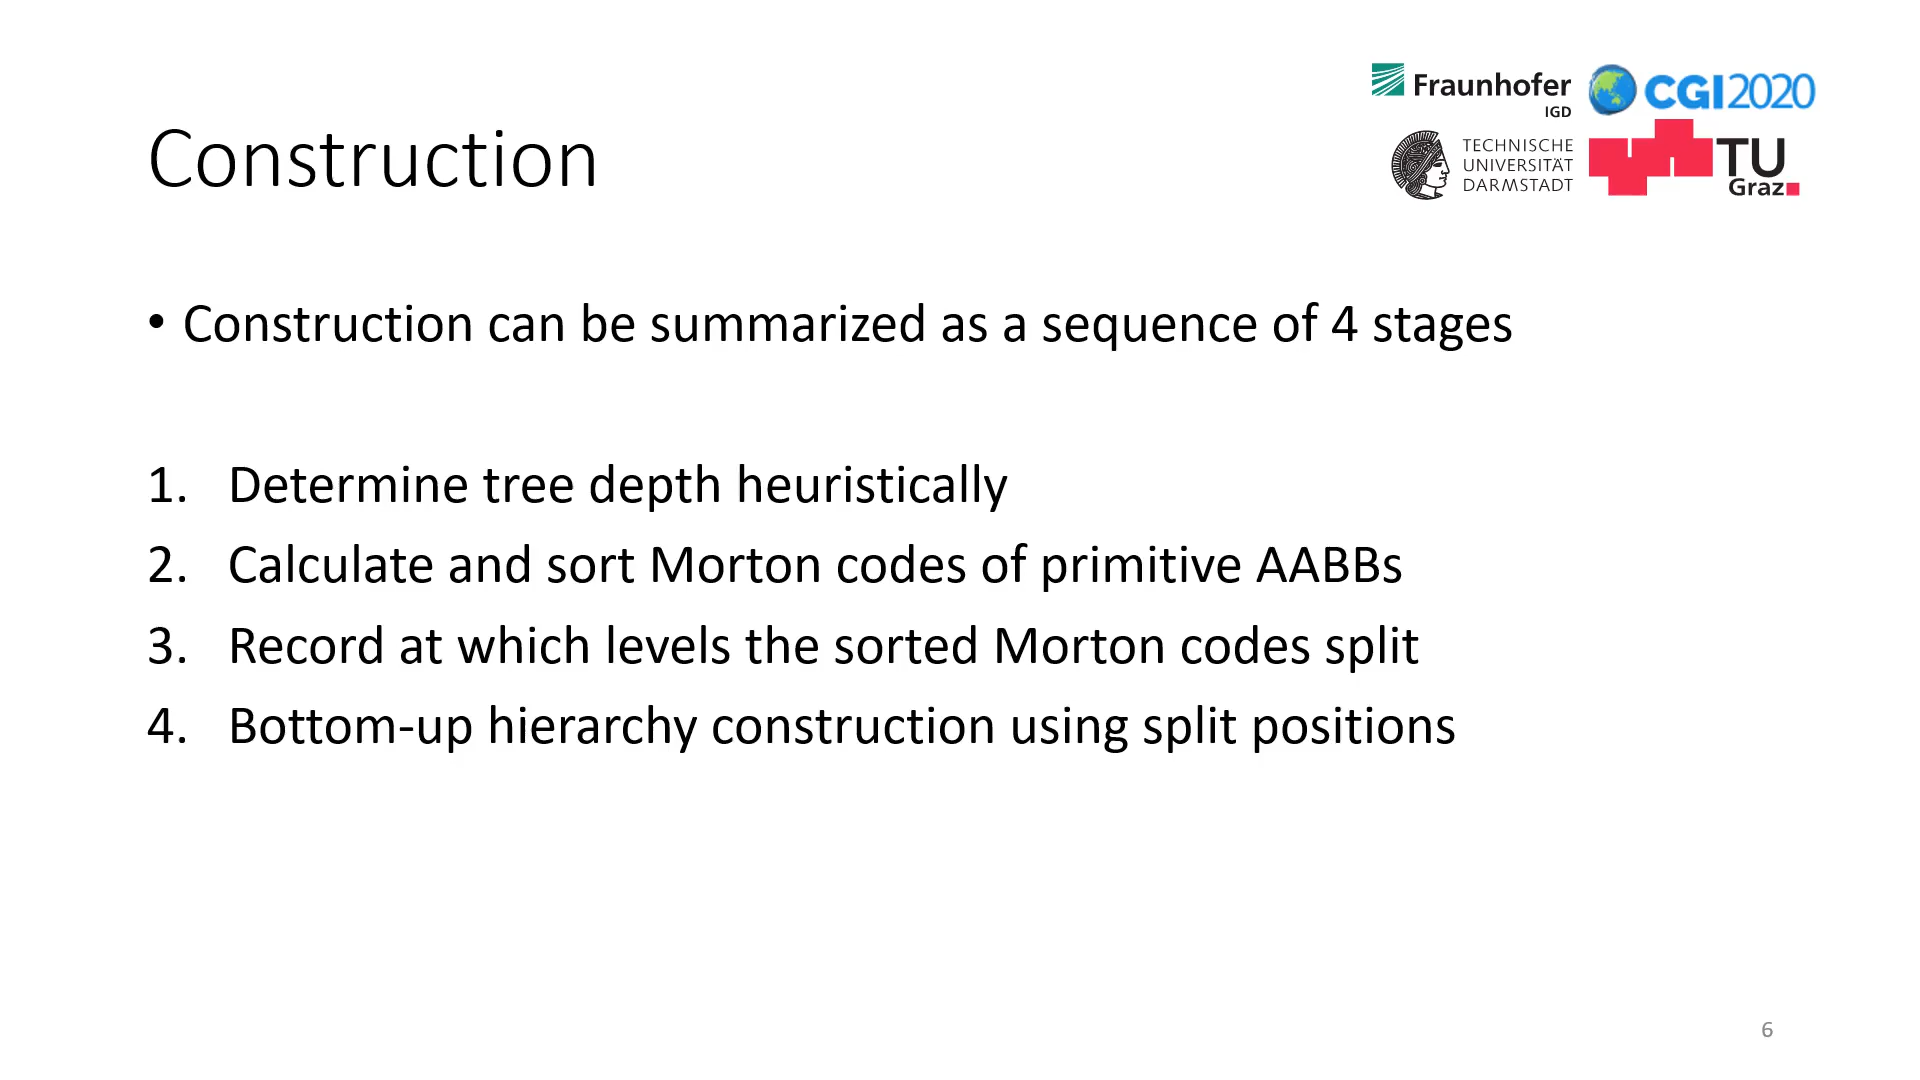 Fraunhofer
IGD
CGI2020
TECHNISCHE
UNIVERSITÄT
DARMSTADT
TU
Graz
Construction
• Construction can be summarized as a sequence of 4 stages
1. Determine tree depth heuristically
2. Calculate and sort Morton codes of primitive AABBs
3. Record at which levels the sorted Morton codes split
4. Bottom-up hierarchy construction using split positions
6